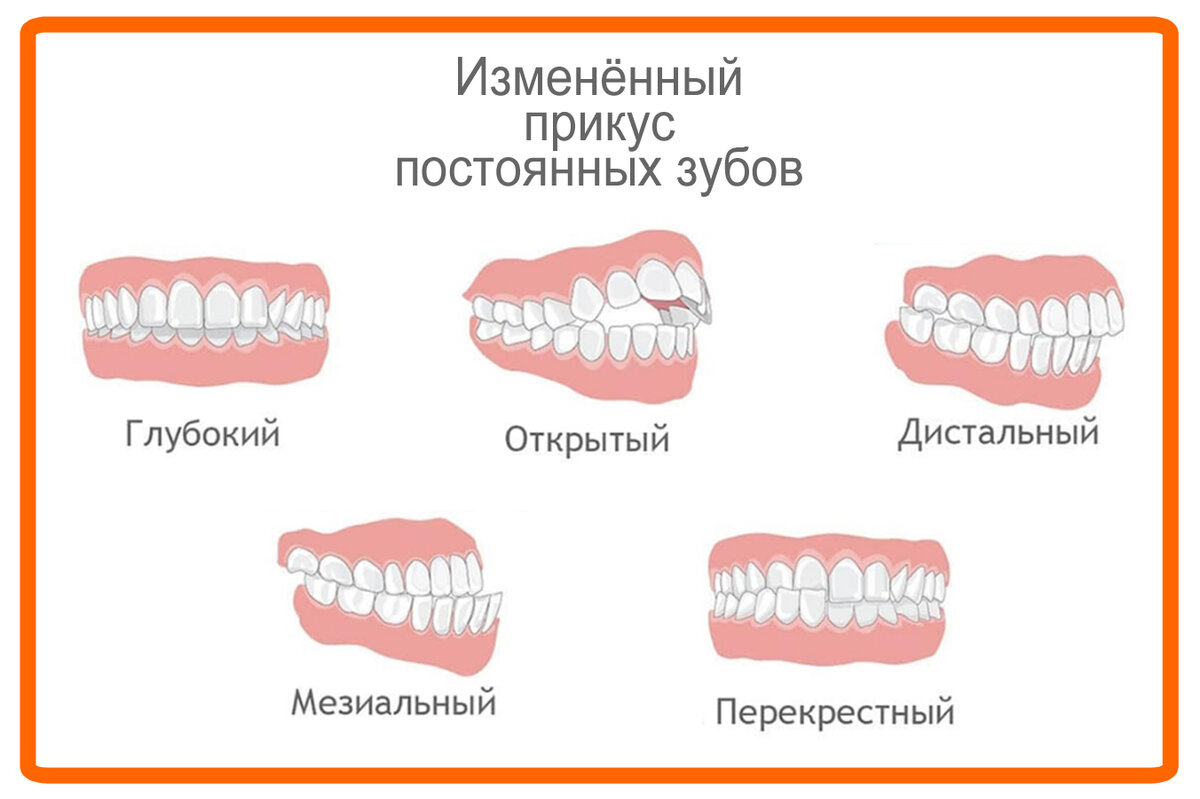 Изменённый
прикус
постоянных зубов
Глубокий
Открытый
Дистальный
Мезиальный
Перекрестный